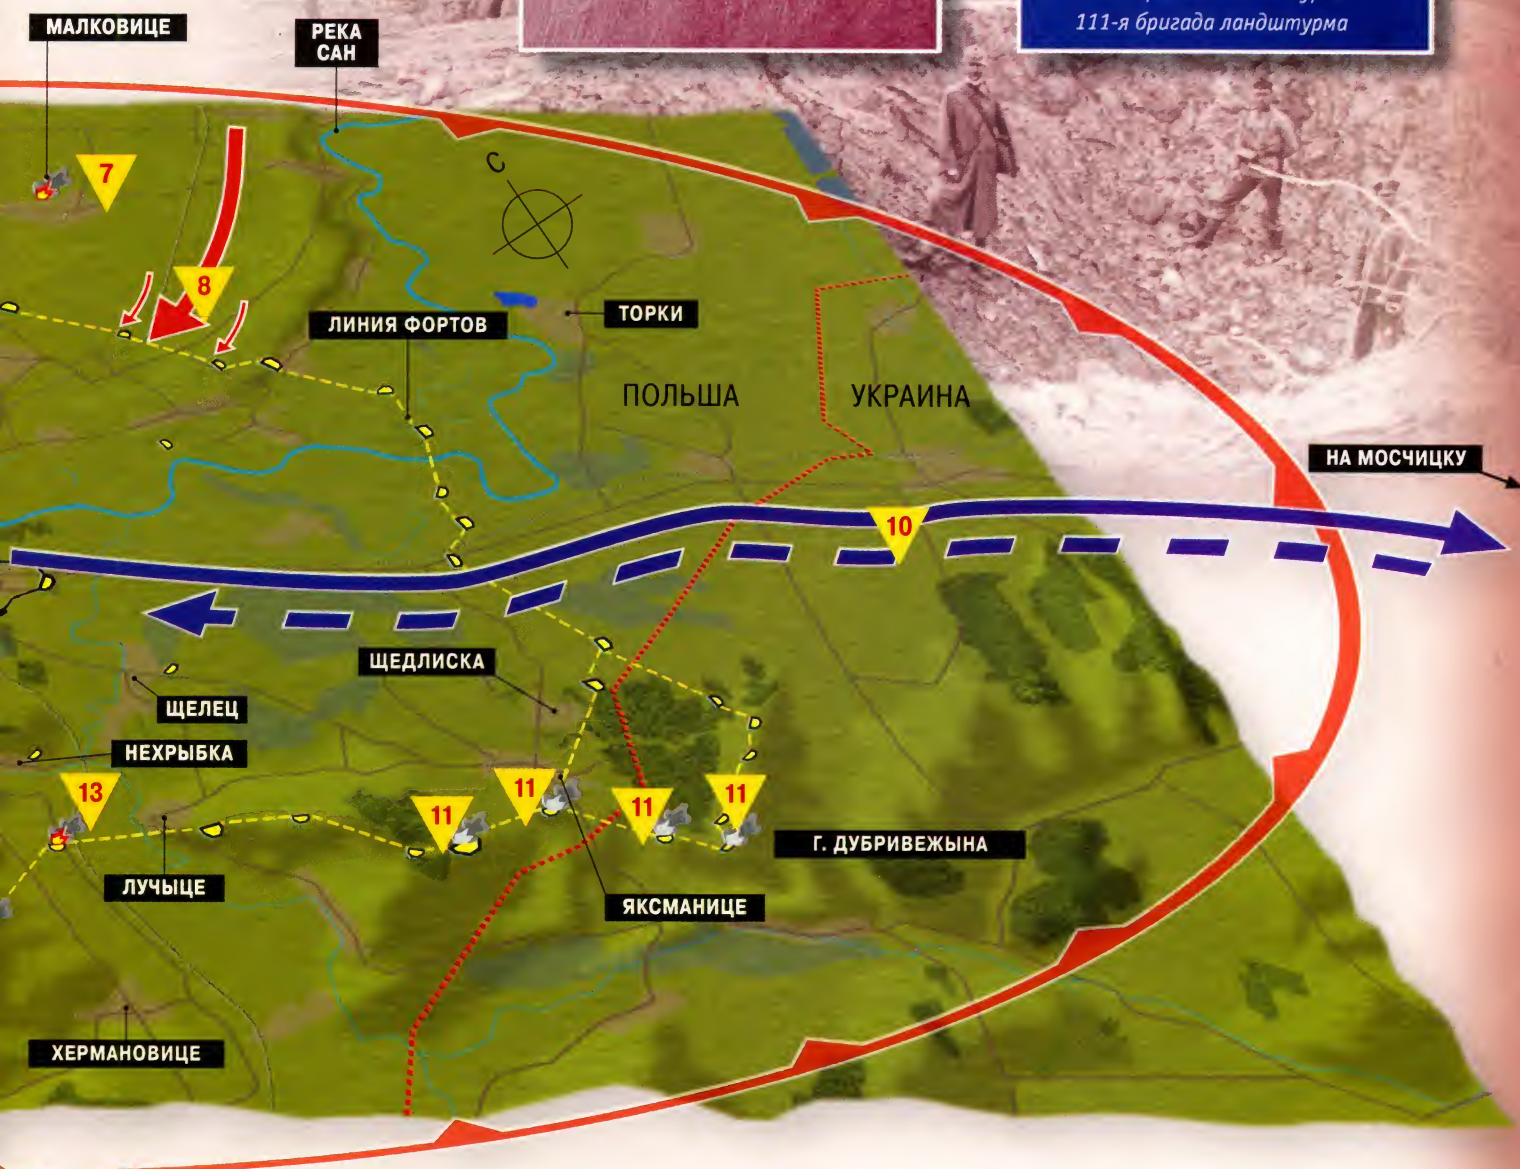 111-я бригада ландштурма
МАЛКОВИЦЕ
РЕКА
САН
С
7
8
ЛИНИЯ ФОРТОВ
ТОРКИ
ПОЛЬША
УКРАИНА
НА МОСЧИЦКУ
10
ЩЕДЛИСКА
ЩЕЛЕЦ
НЕХРЫБКА
13
11
11
11
11
Г. ДУБРИВЕЖЫНА
ЛУЧЫЦЕ
ЯКСМАНИЦЕ
ХЕРМАНОВИЦЕ